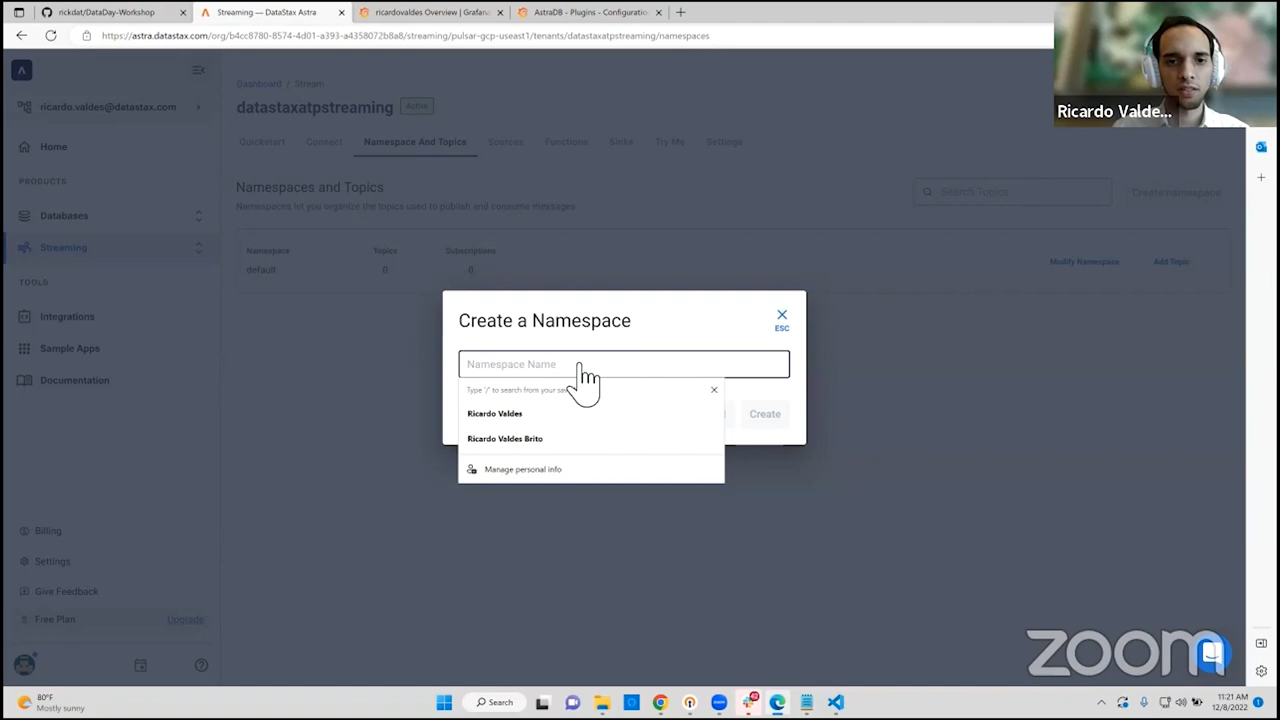 rickdat/DataDay-Workshop
Streaming — DataStax Astra
ricardovaldes Overview | Grafana
AstraDB - Plugins - Configuratio
https://astra.datastax.com/org/b4cc8780-8574-4d01-a393-a4358072b8a8/streaming/pulsar-gcp-useast1/tenants/datastaxatpstreaming/namespaces
Ricardo Valde...
ricardo.valdes@datastax.com
Home
PRODUCTS
Databases
Streaming
TOOLS
Integrations
Sample Apps
Documentation
Billing
Settings
Give Feedback
Free Plan Upgrade
Dashboard / Stream
datastaxatpstreaming Active
Quickstart Connect Namespace And Topics Sources Functions Sinks Try Me Settings
Namespaces and Topics
Namespaces let you organize the topics used to publish and consume messages
Search Topics
Create namespace
Namespace Topics Subscriptions
default 0 0 Modify Namespace Add Topic
Create a Namespace
ESC
Namespace Name
Type '/' to search from your
Ricardo Valdes
Ricardo Valdes Brito
Manage personal info
Create
zoom
80°F
Mostly sunny
Search
11:21 AM
12/8/2022